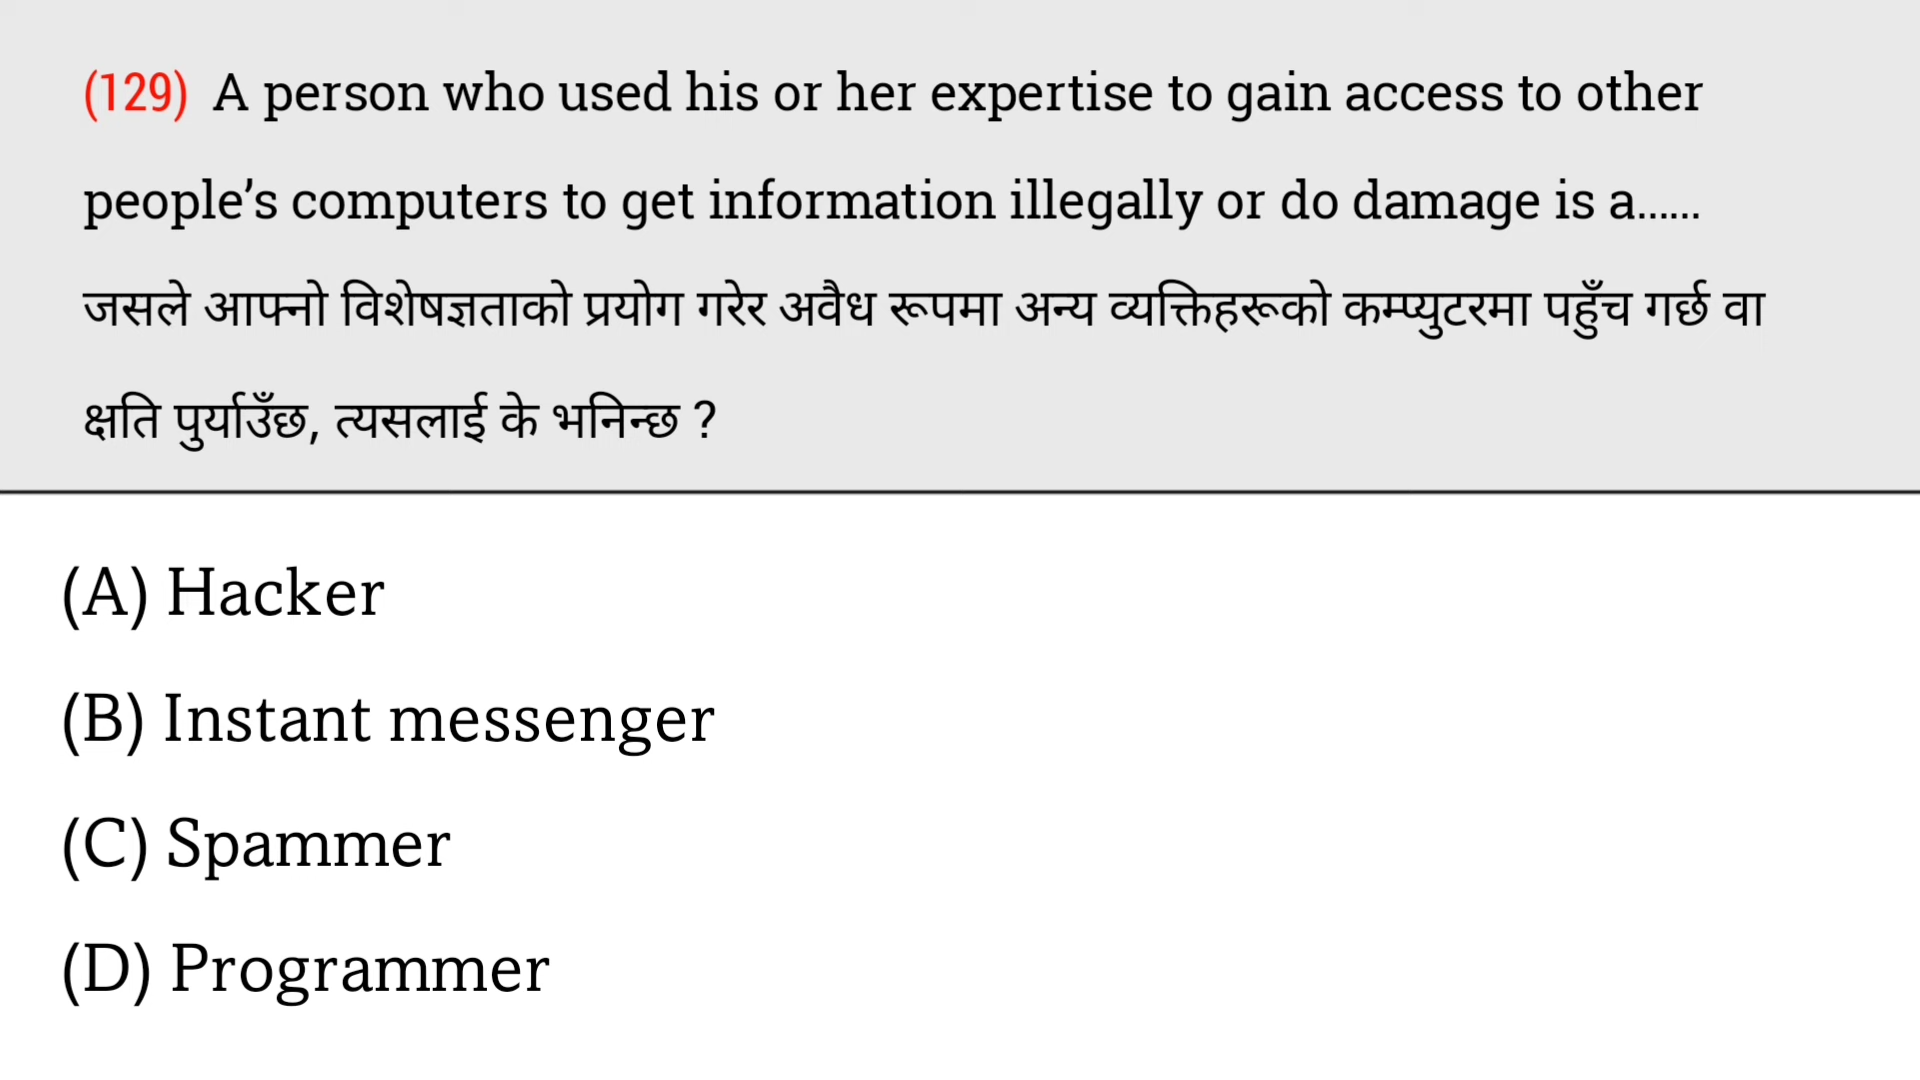 (129) A person who used his or her expertise to gain access to other
people’s computers to get information illegally or do damage is a......
जसले आफ्नो विशेषज्ञताको प्रयोग गरेर अवैध रूपमा अन्य व्यक्तिहरूको कम्प्युटरमा पहुँच गर्छ वा
क्षति पुर्याउँछ, त्यसलाई के भनिन्छ ?
(A) Hacker
(B) Instant messenger
(C) Spammer
(D) Programmer